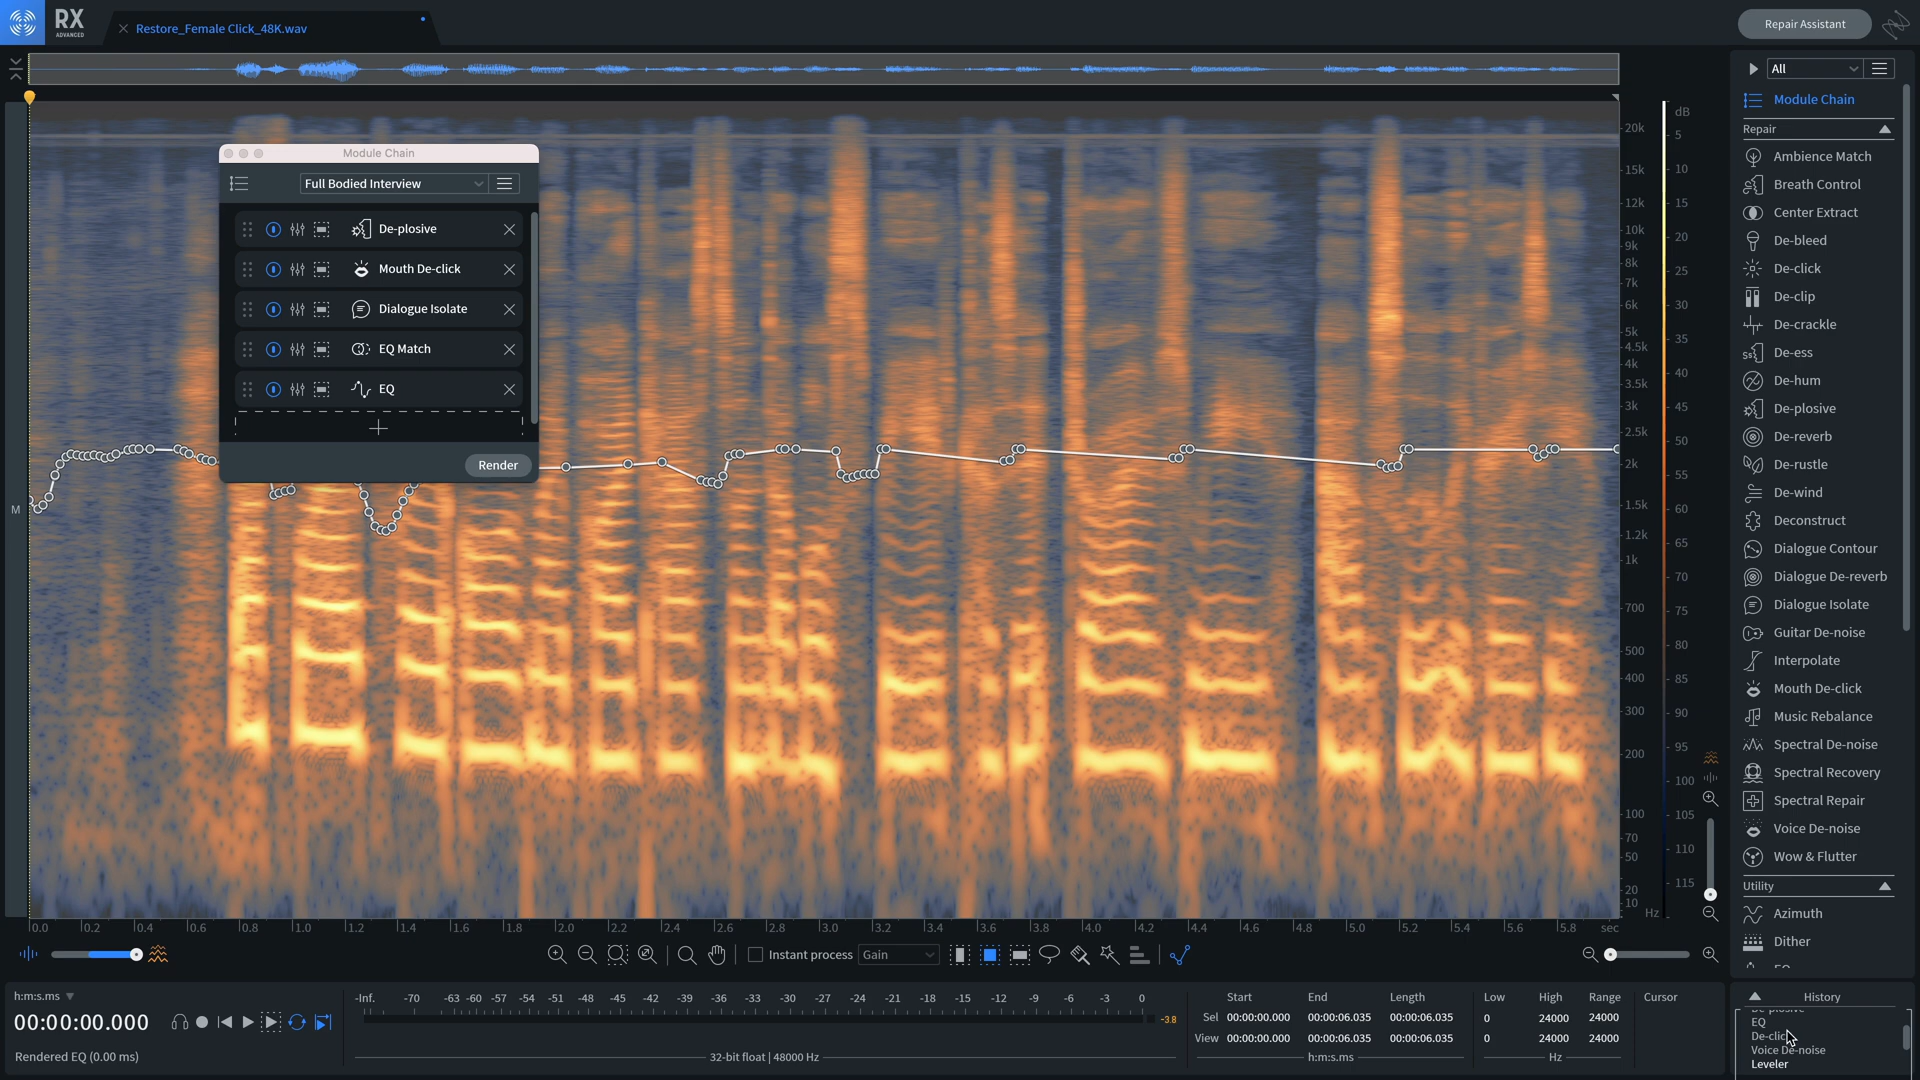 RX
ADVANCED
Restore_Female Click_48K.wav
Repair Assistant
All
Module Chain
Repair
Ambience Match
Breath Control
Center Extract
De-bleed
De-click
De-clip
De-crackle
De-ess
De-hum
De-plosive
De-reverb
De-rustle
De-wind
Deconstruct
Dialogue Contour
Dialogue De-reverb
Dialogue Isolate
Guitar De-noise
Interpolate
Mouth De-click
Music Rebalance
Spectral De-noise
Spectral Recovery
Spectral Repair
Voice De-noise
Wow & Flutter
Utility
Azimuth
Dither
EQ
Module Chain
Full Bodied Interview
De-plosive
Mouth De-click
Dialogue Isolate
EQ Match
EQ
Render
M
20k
15k
12k
10k
9k
8k
7k
6k
5k
4.5k
4k
3.5k
3k
2.5k
2k
1.5k
1.2k
1k
700
500
400
300
200
100
70
50
20
10
Hz
dB
5
10
15
20
25
30
35
40
45
50
55
60
65
70
75
80
85
90
95
100
105
110
115
0.0 0.2 0.4 0.6 0.8 1.0 1.2 1.4 1.6 1.8 2.0 2.2 2.4 2.6 2.8 3.0 3.2 3.4 3.6 3.8 4.0 4.2 4.4 4.6 4.8 5.0 5.2 5.4 5.6 5.8 sec
Instant process Gain
h:m:s.ms
00:00:00.000
Rendered EQ (0.00 ms)
-Inf. -70 -63 -60 -57 -54 -51 -48 -45 -42 -39 -36 -33 -30 -27 -24 -21 -18 -15 -12 -9 -6 -3 0
-3.8
32-bit float | 48000 Hz
Start End Length Low High Range Cursor
Sel 00:00:00.000 00:00:06.035 00:00:06.035 0 24000 24000
View 00:00:00.000 00:00:06.035 00:00:06.035 0 24000 24000
h:m:s.ms Hz
History
De-plosive
EQ
De-click
Voice De-noise
Leveler